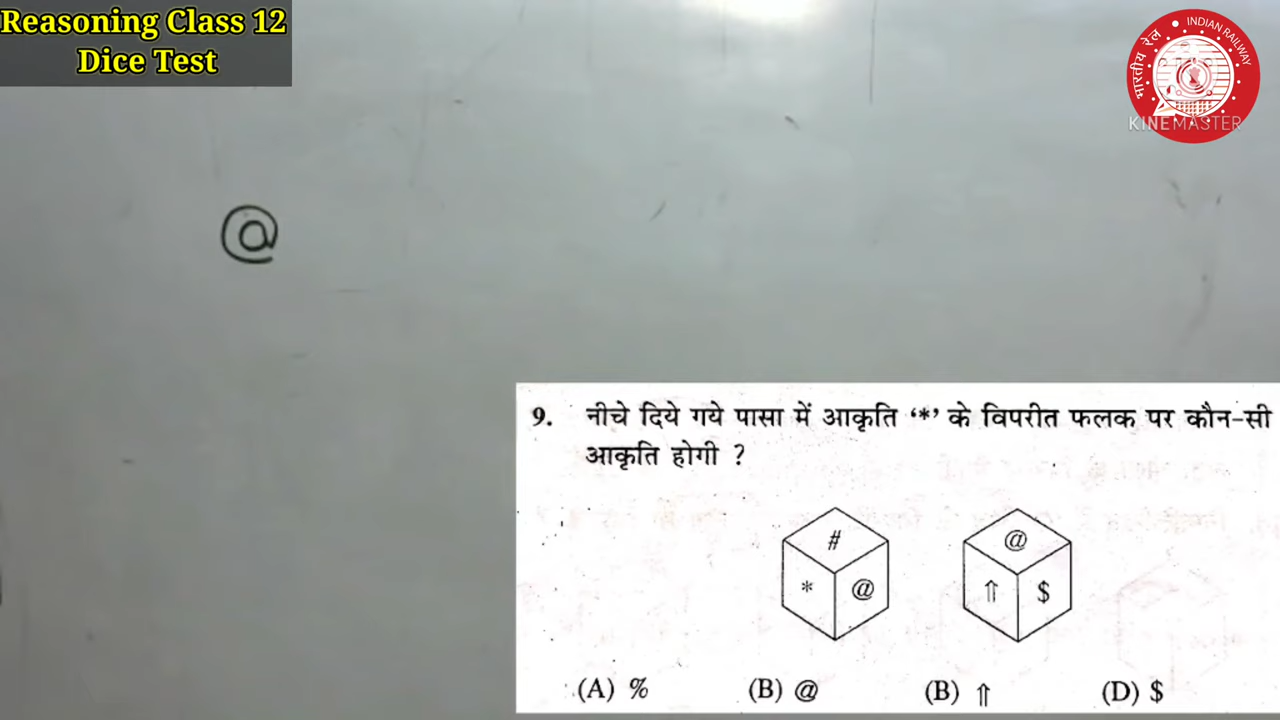 Reasoning Class 12
Dice Test
भारतीय रेल
INDIAN RAILWAY
KINEMASTER
@
9. नीचे दिये गये पासा में आकृति ‘*’ के विपरीत फलक पर कौन-सी
आकृति होगी ?
# * @
@ ⇑ $
(A) % (B) @ (B) ⇑ (D) $